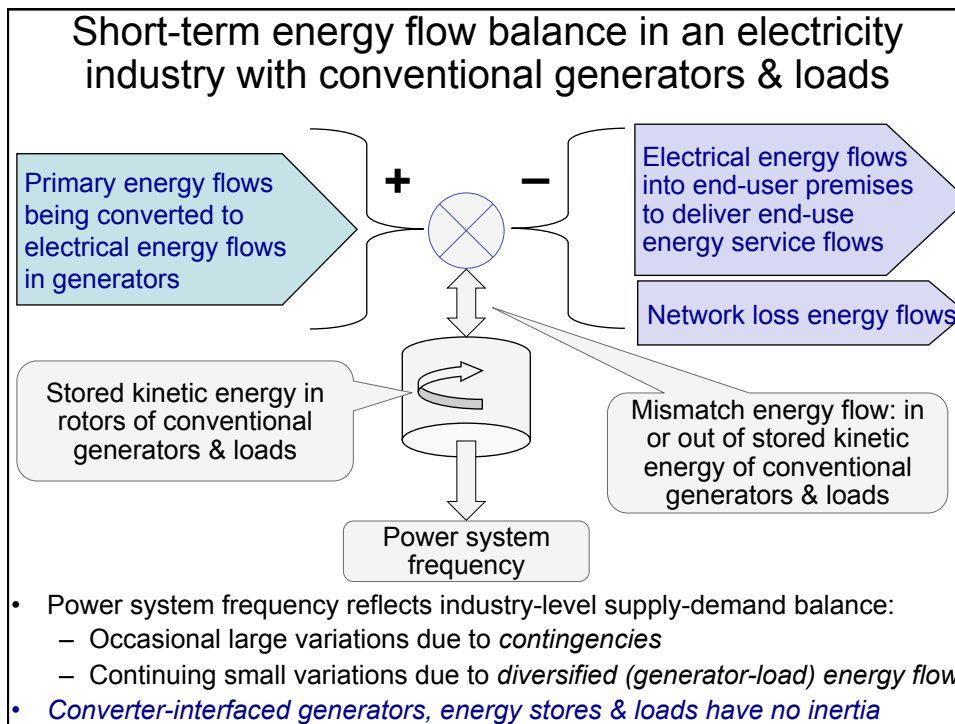 Short-term energy flow balance in an electricity
industry with conventional generators & loads
Primary energy flows
being converted to
electrical energy flows
in generators
+
−
Electrical energy flows
into end-user premises
to deliver end-use
energy service flows
Network loss energy flows
Stored kinetic energy in
rotors of conventional
generators & loads
Mismatch energy flow: in
or out of stored kinetic
energy of conventional
generators & loads
Power system
frequency
• Power system frequency reflects industry-level supply-demand balance:
– Occasional large variations due to contingencies
– Continuing small variations due to diversified (generator-load) energy flow
• Converter-interfaced generators, energy stores & loads have no inertia